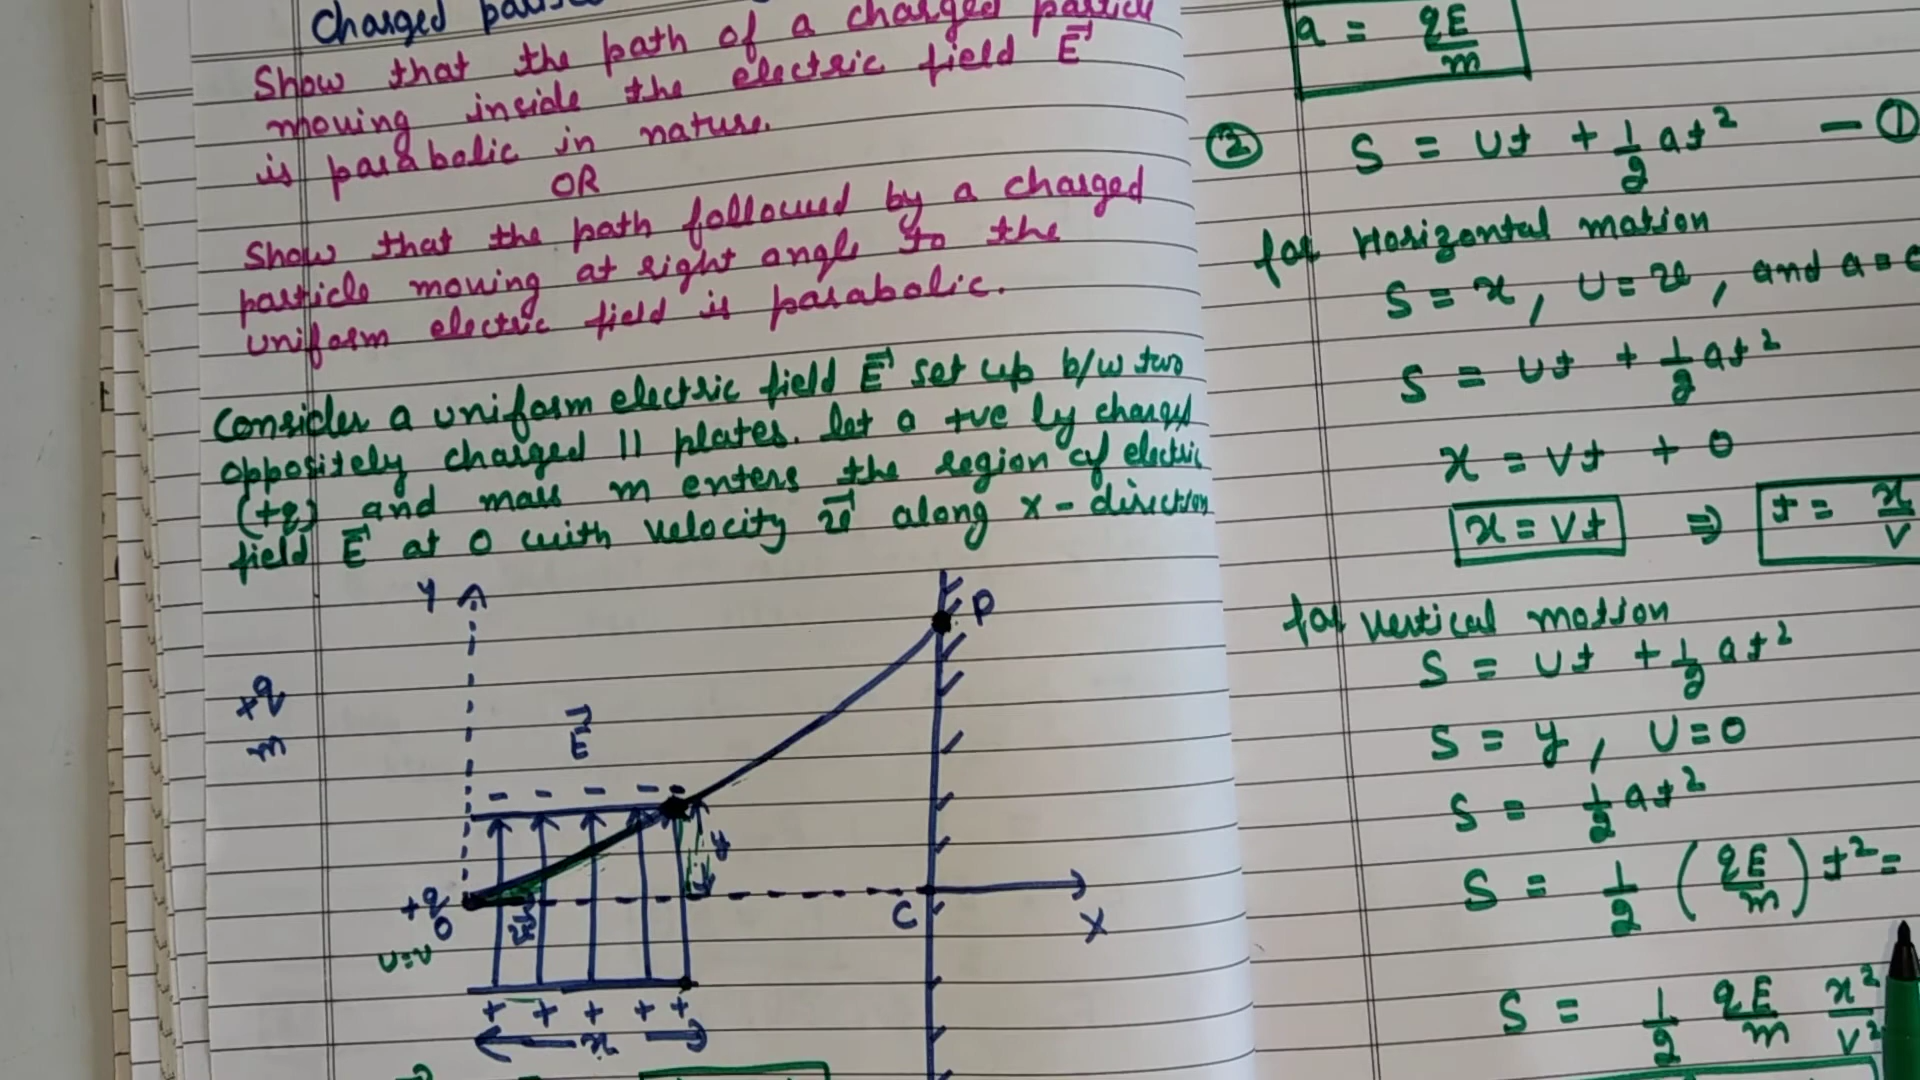 Charged
Show that the path of a charged particle
moving inside the electric field E⃗
is parabolic in nature.
OR
Show that the path followed by a charged
particle moving at right angle to the
uniform electric field is parabolic.
Consider a uniform electric field E⃗ set up b/w two
oppositely charged || plates. let a +ve ly charged
(+q) and mass m enters the region of electric
field E⃗ at O with velocity v⃗ along x-direction
Y
P
+q
m
E⃗
- - - - -
y
+q
O
v⃗
C
X
u=v
+ + + + +
x
a = qE/m
② S = ut + 1/2 at² — ①
for Horizontal motion
S = x, u = v, and a = 0
S = ut + 1/2 at²
x = vt + 0
x = vt ⇒ t = x/v
for vertical motion
S = ut + 1/2 at²
S = y, u = 0
S = 1/2 at²
S = 1/2 (qE/m) t² =
S = 1/2 qE/m x²/v²